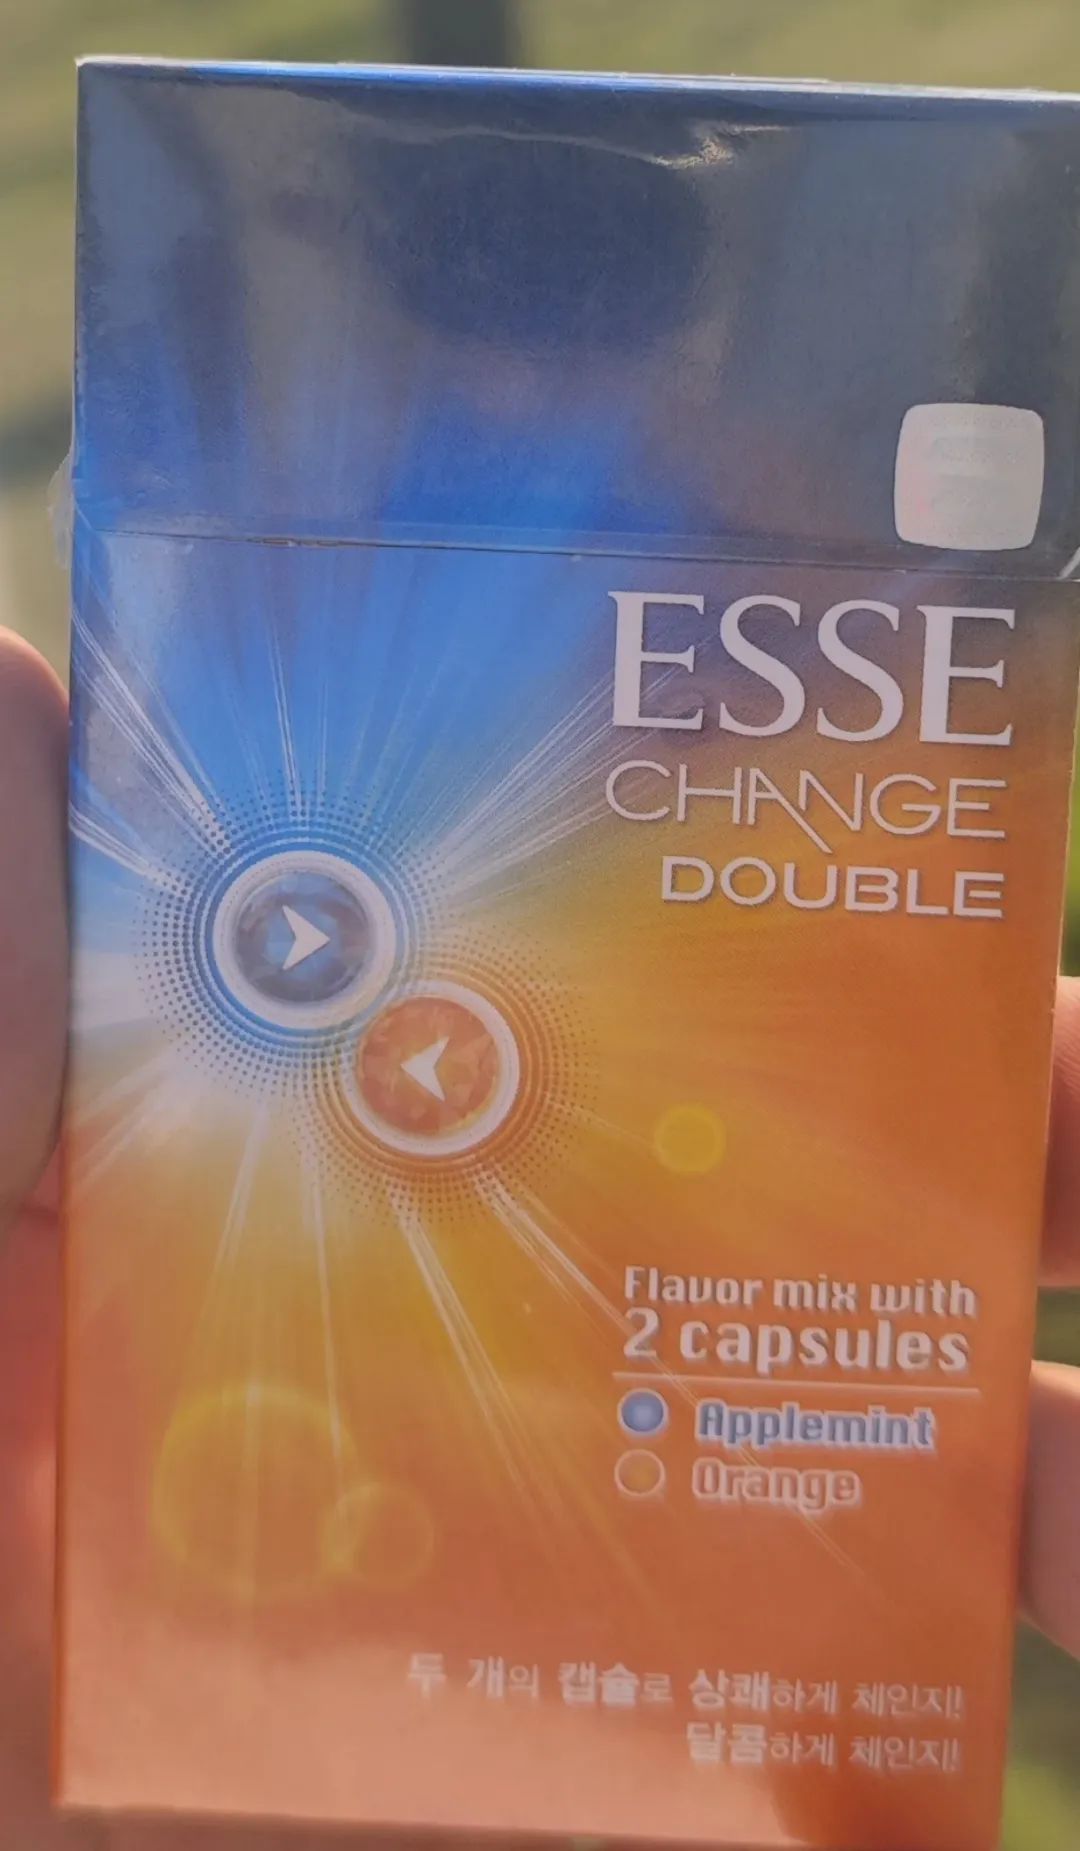 ESSE
CHANGE
DOUBLE
Flavor mix with
2 capsules
Applemint
Orange
두 개의 캡슐로 상쾌하게 체인지!
달콤하게 체인지!